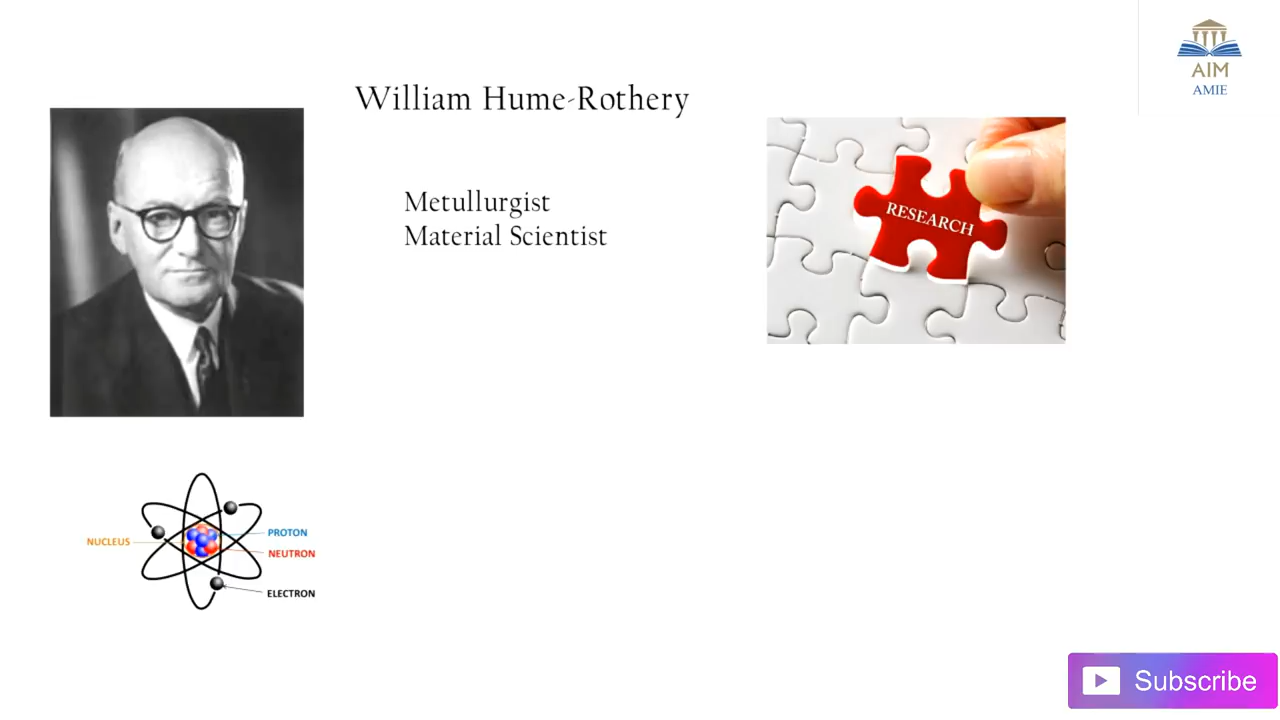 AIM
AMIE
William Hume-Rothery
Metullurgist
Material Scientist
RESEARCH
NUCLEUS
PROTON
NEUTRON
ELECTRON
Subscribe